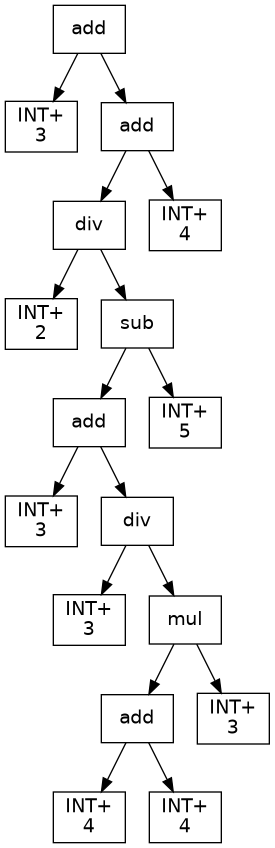 add
INT+
3
add
div
INT+
4
INT+
2
sub
add
INT+
5
INT+
3
div
INT+
3
mul
add
INT+
3
INT+
4
INT+
4